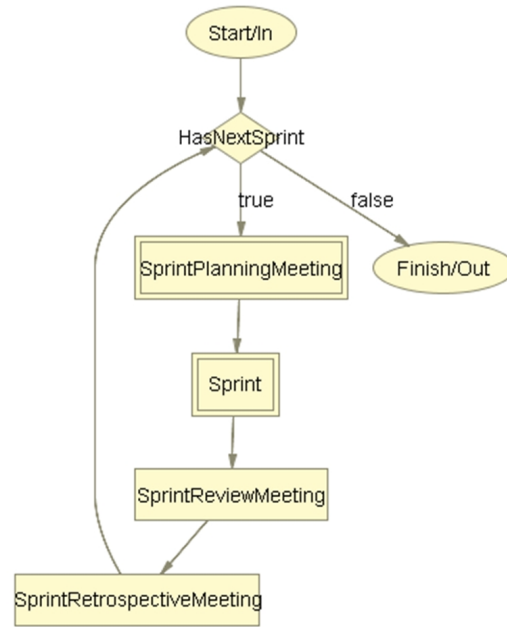 Start/In
HasNextSprint
true
false
SprintPlanningMeeting
Finish/Out
Sprint
SprintReviewMeeting
SprintRetrospectiveMeeting